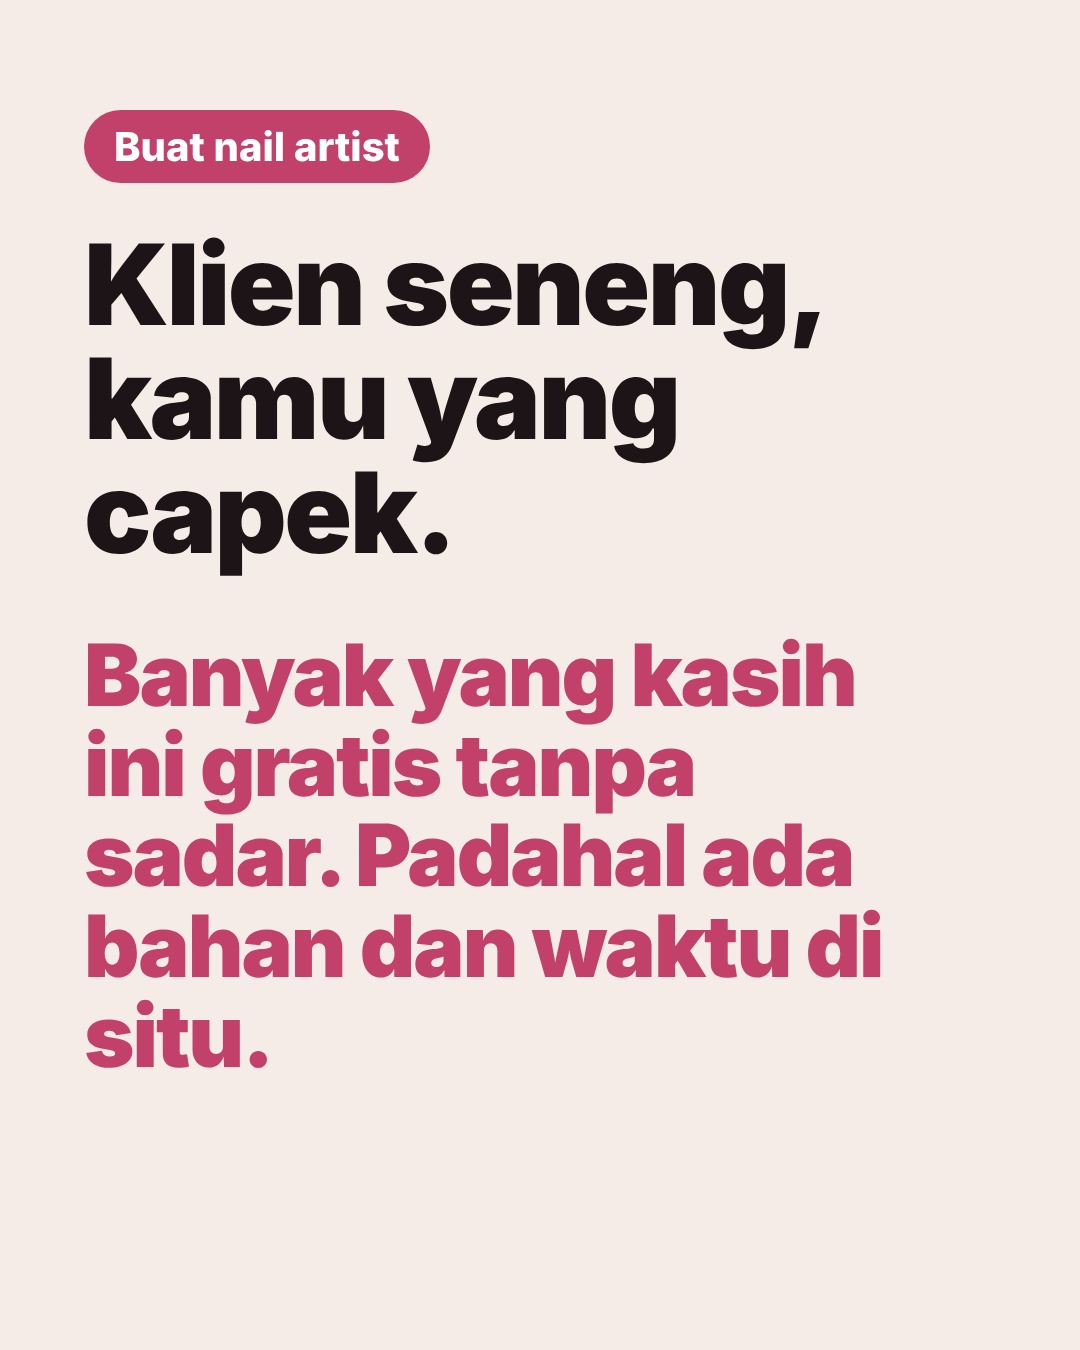 Buat nail artist
Klien seneng,
kamu yang
capek.
Banyak yang kasih
ini gratis tanpa
sadar. Padahal ada
bahan dan waktu di
situ.